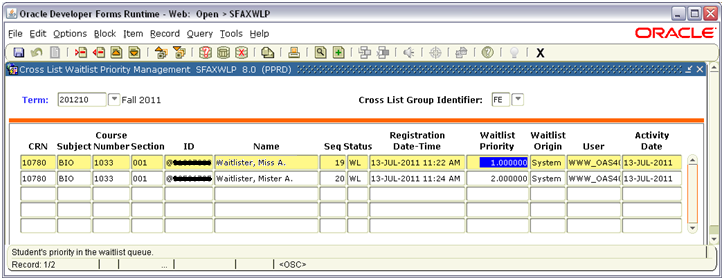 Oracle Developer Forms Runtime - Web: Open > SFAXWLP
File Edit Options Block Item Record Query Tools Help
ORACLE
Cross List Waitlist Priority Management SFAXWLP 8.0 (PPRD)
Term: 201210 Fall 2011 Cross List Group Identifier: FE
Course Registration Waitlist Waitlist Activity
CRN Subject Number Section ID Name Seq Status Date-Time Priority Origin User Date
10780 BIO 1033 001 @ Waitlister, Miss A. 19 WL 13-JUL-2011 11:22 AM 1.000000 System WWW_OAS4( 13-JUL-2011
10780 BIO 1033 001 @ Waitlister, Mister A. 20 WL 13-JUL-2011 11:24 AM 2.000000 System WWW_OAS4( 13-JUL-2011
Student's priority in the waitlist queue.
Record: 1/2 ... <OSC>